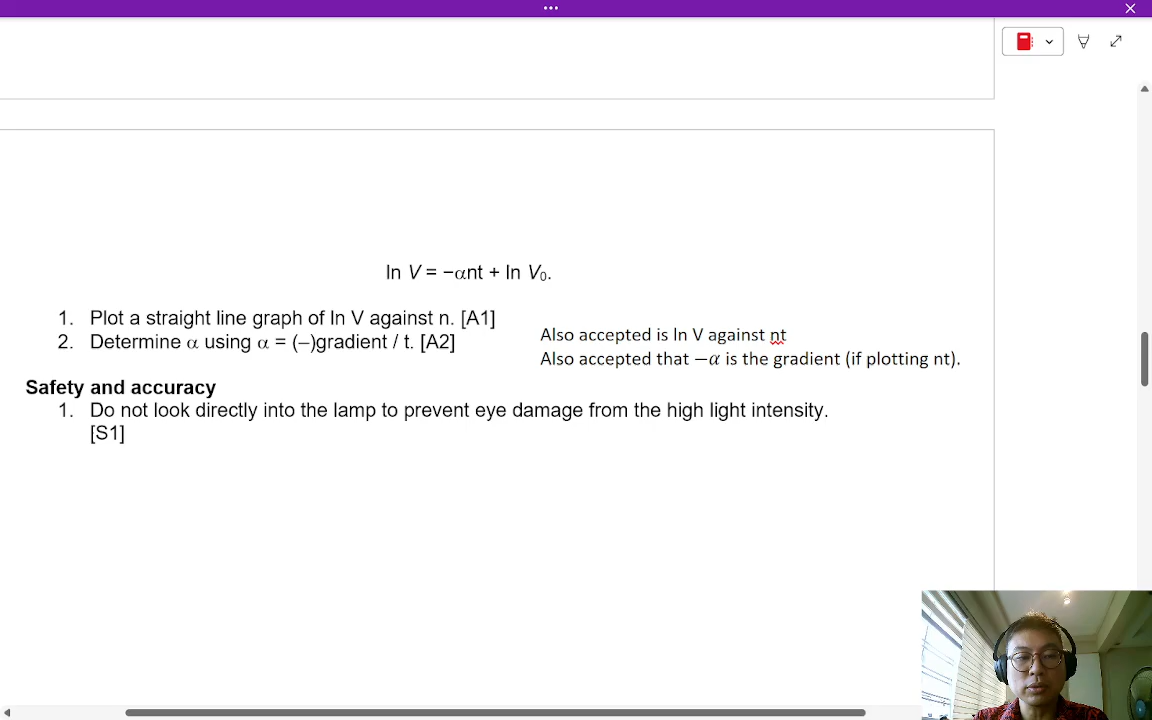 ln V = −αnt + ln V₀.
1. Plot a straight line graph of ln V against n. [A1]
2. Determine α using α = (–)gradient / t. [A2]
Also accepted is ln V against nt
Also accepted that −α is the gradient (if plotting nt).
Safety and accuracy
1. Do not look directly into the lamp to prevent eye damage from the high light intensity.
[S1]